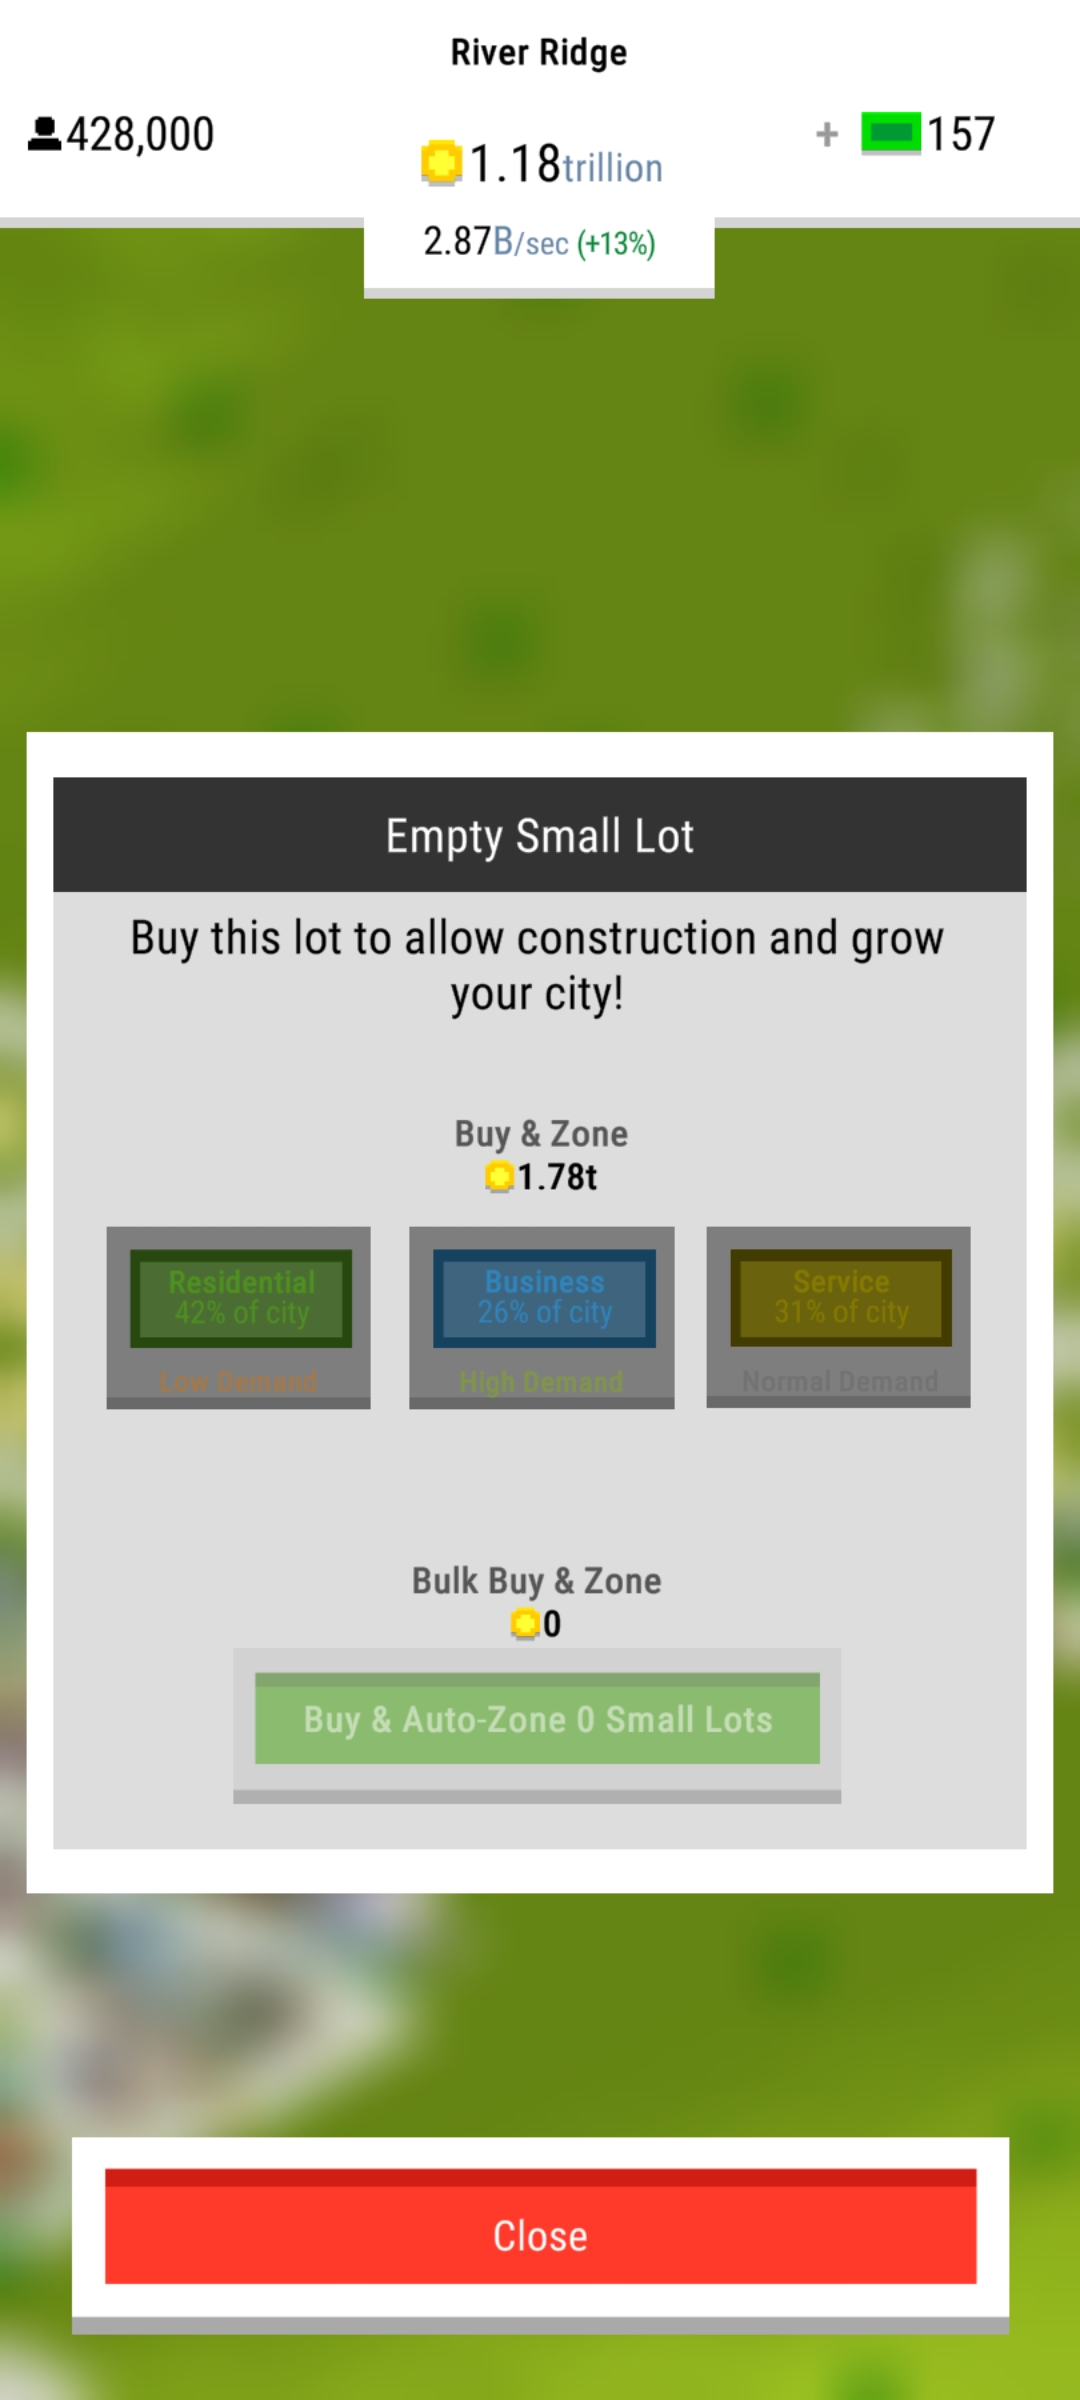 River Ridge
428,000
1.18trillion
+ 157
2.87B/sec (+13%)
Empty Small Lot
Buy this lot to allow construction and grow
your city!
Buy & Zone
1.78t
Residential
42% of city
Low Demand
Business
26% of city
High Demand
Service
31% of city
Normal Demand
Bulk Buy & Zone
0
Buy & Auto-Zone 0 Small Lots
Close